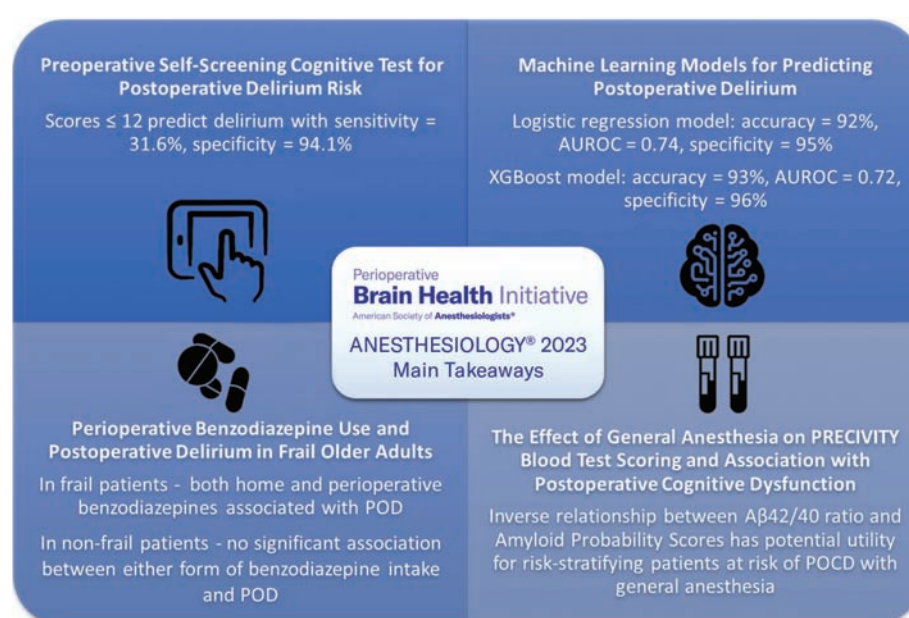 Preoperative Self-Screening Cognitive Test for
Postoperative Delirium Risk
Scores ≤ 12 predict delirium with sensitivity =
31.6%, specificity = 94.1%
Machine Learning Models for Predicting
Postoperative Delirium
Logistic regression model: accuracy = 92%,
AUROC = 0.74, specificity = 95%
XGBoost model: accuracy = 93%, AUROC = 0.72,
specificity = 96%
Perioperative
Brain Health Initiative
American Society of Anesthesiologists®
ANESTHESIOLOGY® 2023
Main Takeaways
Perioperative Benzodiazepine Use and
Postoperative Delirium in Frail Older Adults
In frail patients - both home and perioperative
benzodiazepines associated with POD
In non-frail patients - no significant association
between either form of benzodiazepine intake
and POD
The Effect of General Anesthesia on PRECIVITY
Blood Test Scoring and Association with
Postoperative Cognitive Dysfunction
Inverse relationship between Aβ42/40 ratio and
Amyloid Probability Scores has potential utility
for risk-stratifying patients at risk of POCD with
general anesthesia